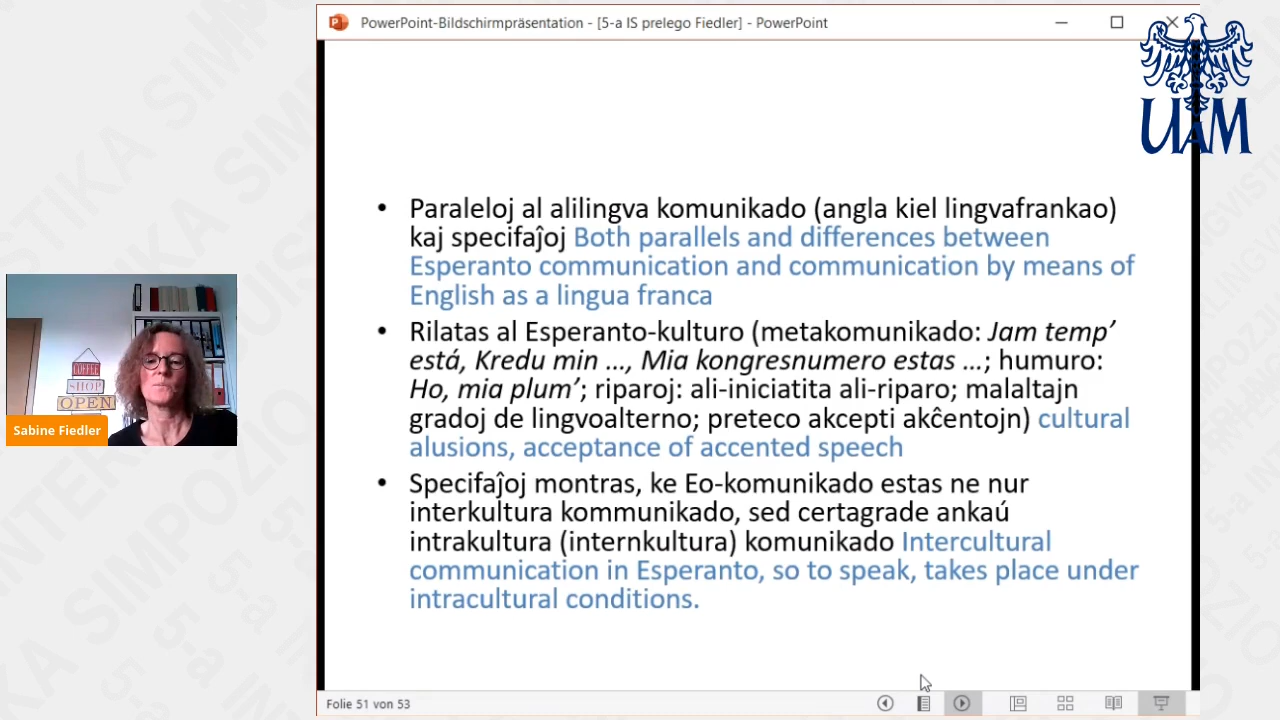 PowerPoint-Bildschirmpräsentation - [5-a IS prelego Fiedler] - PowerPoint
UAM
• Paraleloj al alilingva komunikado (angla kiel lingvafrankao)
kaj specifaĵoj Both parallels and differences between
Esperanto communication and communication by means of
English as a lingua franca
• Rilatas al Esperanto-kulturo (metakomunikado: Jam temp’
está, Kredu min ..., Mia kongresnumero estas ...; humuro:
Ho, mia plum’; riparoj: ali-iniciatita ali-riparo; malaltajn
gradoj de lingvoalterno; preteco akcepti akĉentojn) cultural
alusions, acceptance of accented speech
• Specifaĵoj montras, ke Eo-komunikado estas ne nur
interkultura kommunikado, sed certagrade ankaú
intrakultura (internkultura) komunikado Intercultural
communication in Esperanto, so to speak, takes place under
intracultural conditions.
COFFEE
SHOP
OPEN
Sabine Fiedler
Folie 51 von 53